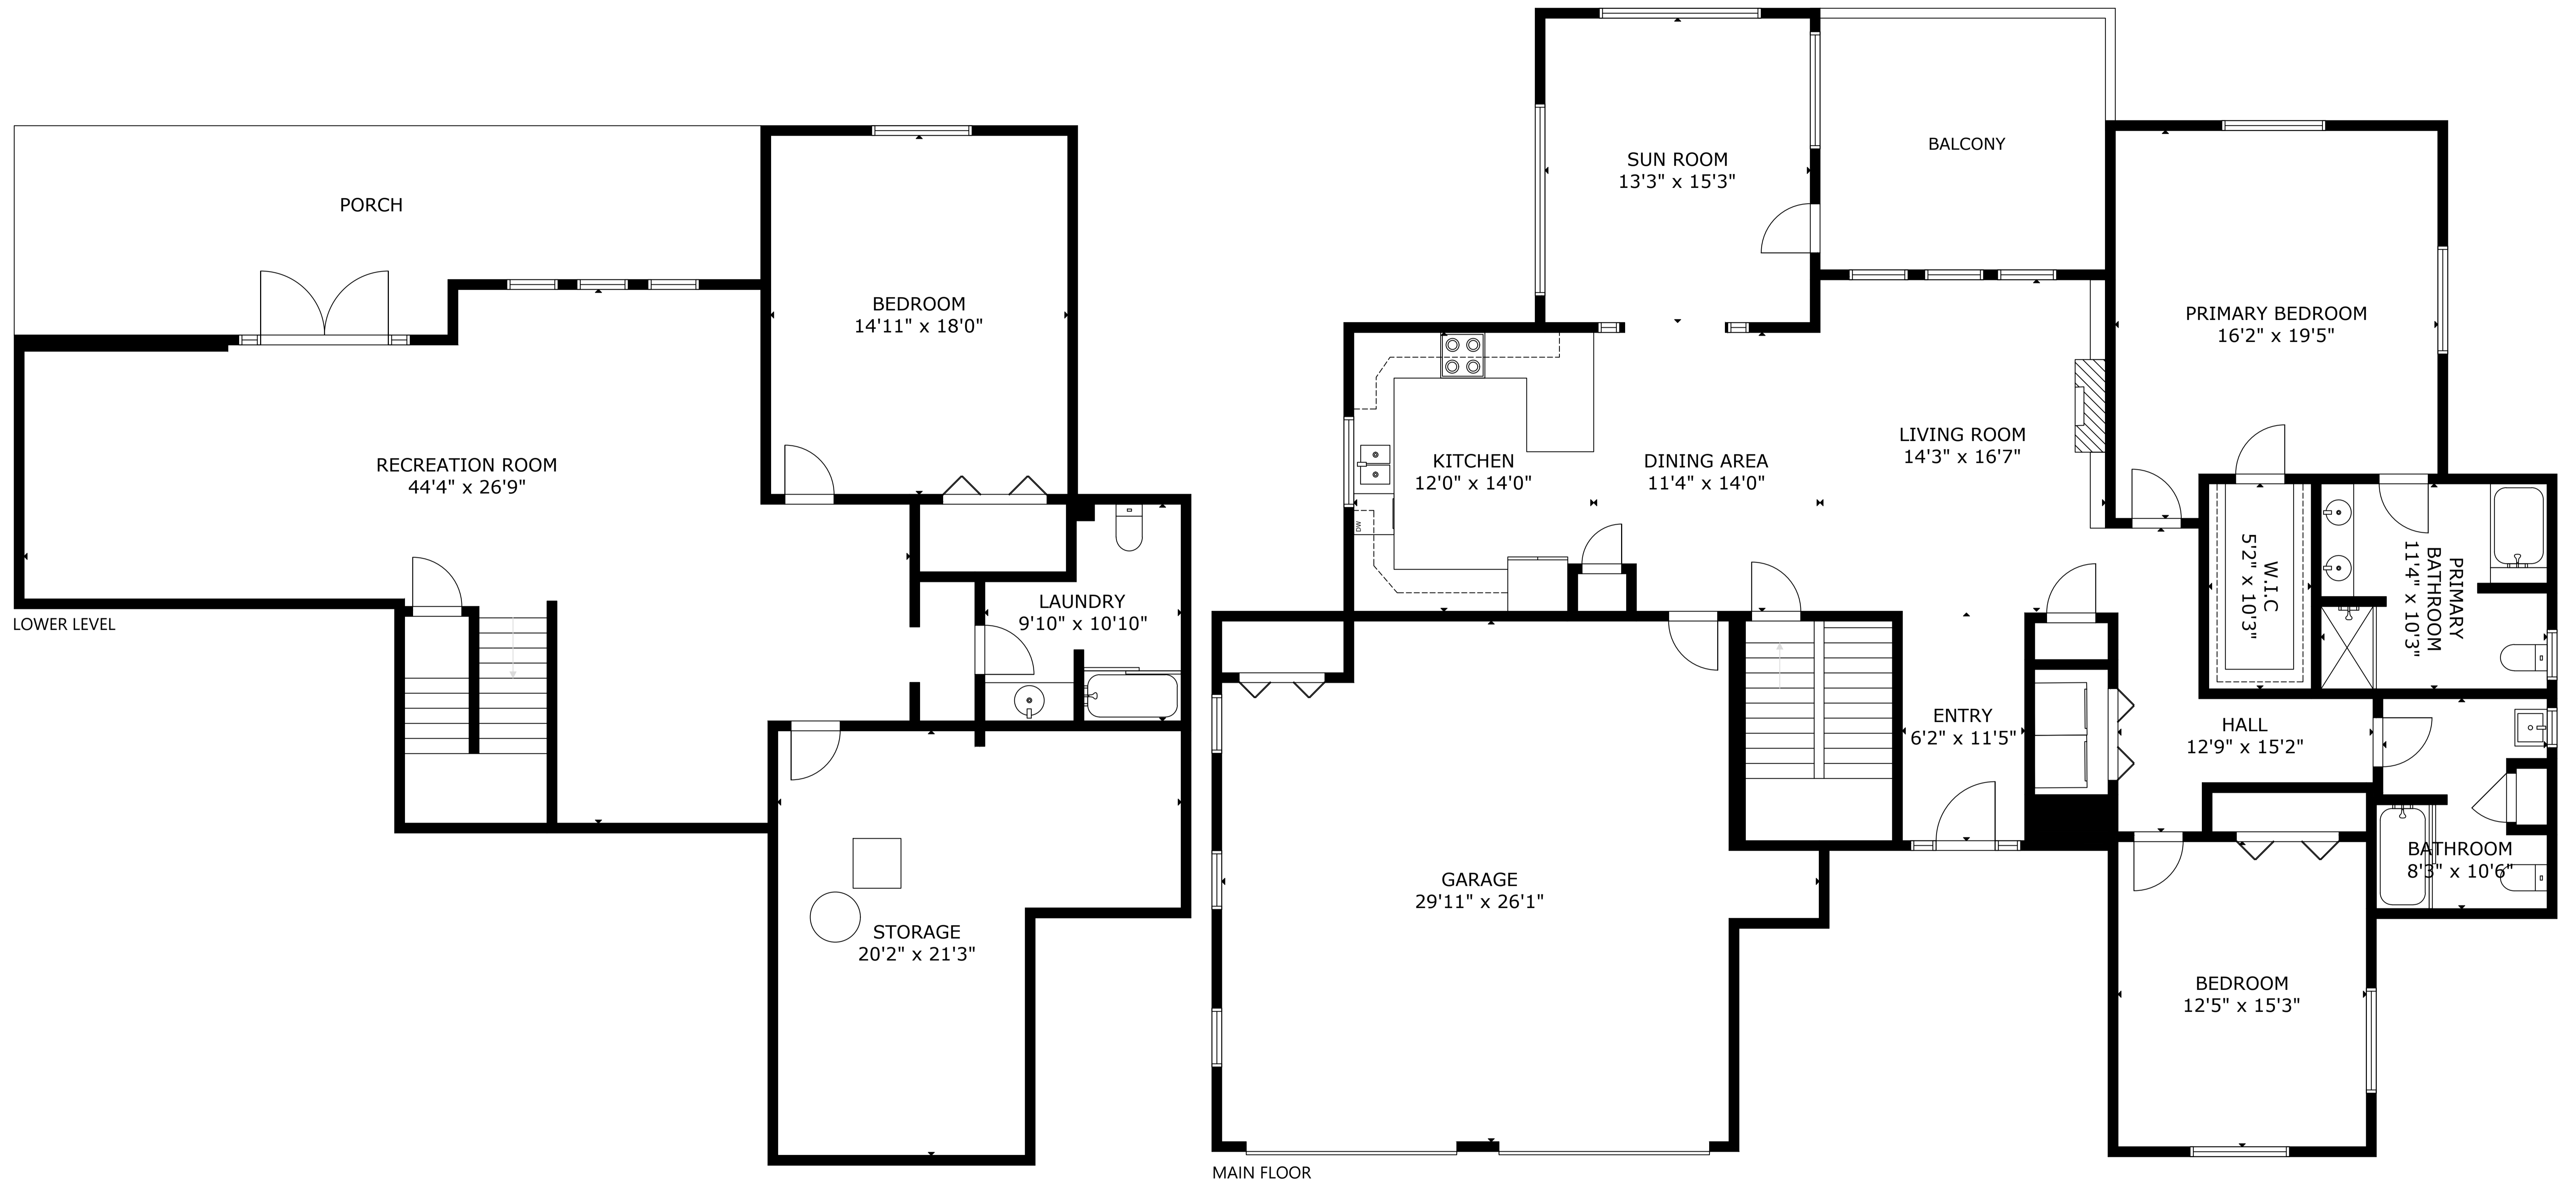 PORCH
BEDROOM
14'11" x 18'0"
RECREATION ROOM
44'4" x 26'9"
LAUNDRY
9'10" x 10'10"
LOWER LEVEL
STORAGE
20'2" x 21'3"
SUN ROOM
13'3" x 15'3"
BALCONY
PRIMARY BEDROOM
16'2" x 19'5"
LIVING ROOM
14'3" x 16'7"
KITCHEN
12'0" x 14'0"
DINING AREA
11'4" x 14'0"
DW
W.I.C
5'2" x 10'3"
PRIMARY
BATHROOM
11'4" x 10'3"
ENTRY
6'2" x 11'5"
HALL
12'9" x 15'2"
BATHROOM
8'3" x 10'6"
GARAGE
29'11" x 26'1"
BEDROOM
12'5" x 15'3"
MAIN FLOOR